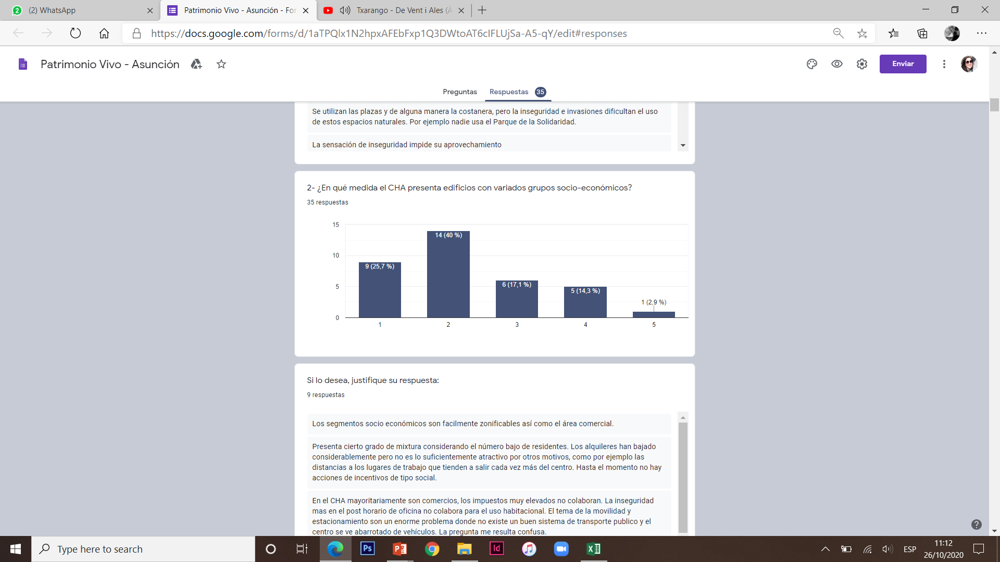 (2) WhatsApp
Patrimonio Vivo - Asunción - For
Txarango - De Vent i Ales (À
https://docs.google.com/forms/d/1aTPQlx1N2hpxAFEbFxp1Q3DWtoAT6cIFLUjSa-A5-qY/edit#responses
Patrimonio Vivo - Asunción
Enviar
Preguntas
Respuestas 35
Se utilizan las plazas y de alguna manera la costanera, pero la inseguridad e invasiones dificultan el uso
de estos espacios naturales. Por ejemplo nadie usa el Parque de la Solidaridad.
La sensación de inseguridad impide su aprovechamiento
2- ¿En qué medida el CHA presenta edificios con variados grupos socio-económicos?
35 respuestas
15
10
5
0
9 (25,7 %)
14 (40 %)
6 (17,1 %)
5 (14,3 %)
1 (2,9 %)
1 2 3 4 5
Si lo desea, justifique su respuesta:
9 respuestas
Los segmentos socio económicos son facilmente zonificables así como el área comercial.
Presenta cierto grado de mixtura considerando el número bajo de residentes. Los alquileres han bajado
considerablemente pero no es lo suficientemente atractivo por otros motivos, como por ejemplo las
distancias a los lugares de trabajo que tienden a salir cada vez más del centro. Hasta el momento no hay
acciones de incentivos de tipo social.
En el CHA mayoritariamente son comercios, los impuestos muy elevados no colaboran. La inseguridad
mas en el post horario de oficina no colabora para el uso habitacional. El tema de la movilidad y
estacionamiento son un enorme problema donde no existe un buen sistema de transporte publico y el
centro se ve abarrotado de vehículos. La pregunta me resulta confusa.
Type here to search
Ps
Id
ESP
11:12
26/10/2020